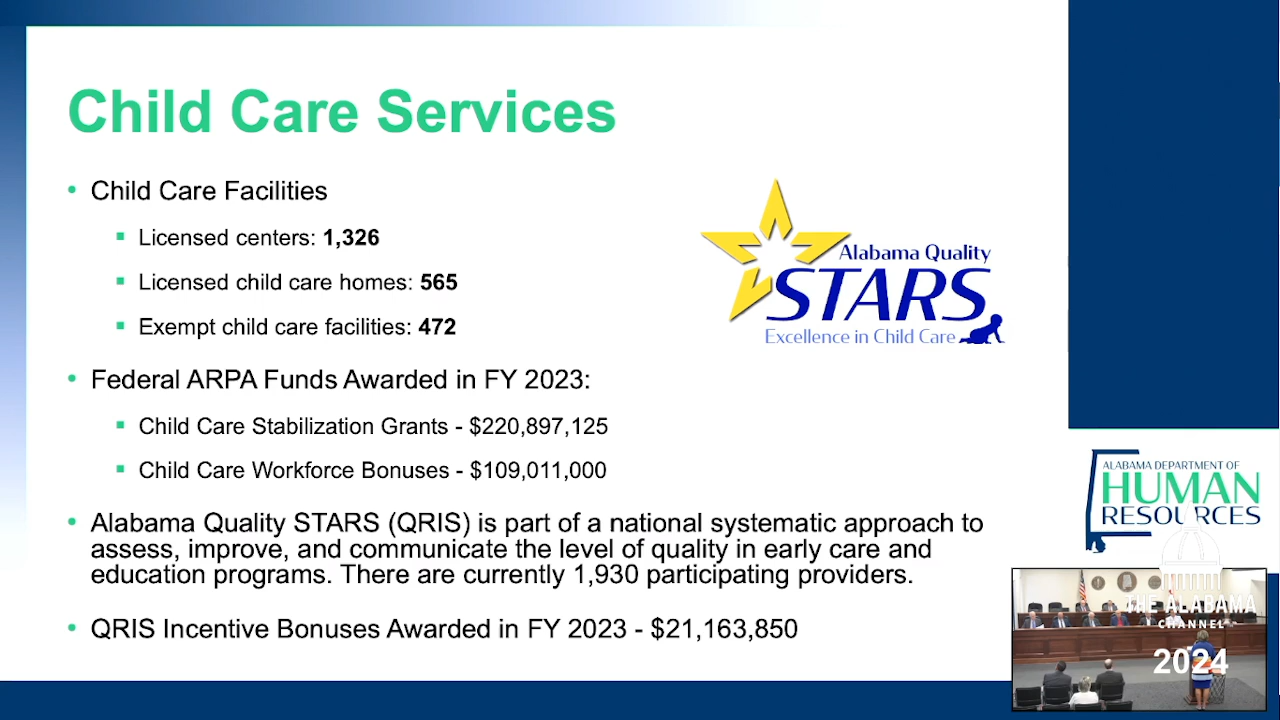 Child Care Services
• Child Care Facilities
▪ Licensed centers: 1,326
▪ Licensed child care homes: 565
▪ Exempt child care facilities: 472
• Federal ARPA Funds Awarded in FY 2023:
▪ Child Care Stabilization Grants - $220,897,125
▪ Child Care Workforce Bonuses - $109,011,000
• Alabama Quality STARS (QRIS) is part of a national systematic approach to
assess, improve, and communicate the level of quality in early care and
education programs. There are currently 1,930 participating providers.
• QRIS Incentive Bonuses Awarded in FY 2023 - $21,163,850
Alabama Quality
STARS
Excellence in Child Care
ALABAMA DEPARTMENT OF
HUMAN
RESOURCES
THE ALABAMA
CHANNEL
2024